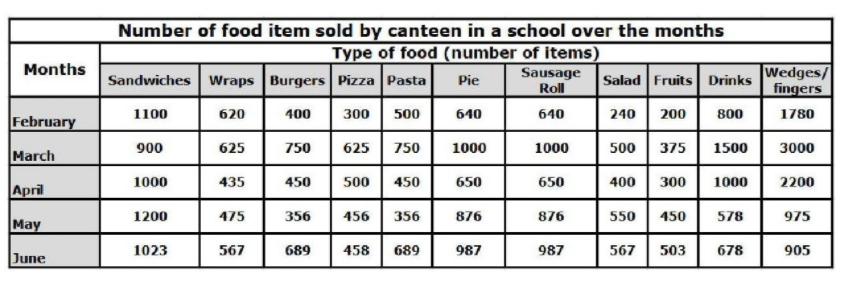 Number of food item sold by canteen in a school over the months
Months
Type of food (number of items)
Sandwiches Wraps Burgers Pizza Pasta Pie Sausage Roll Salad Fruits Drinks Wedges/ fingers
February 1100 620 400 300 500 640 640 240 200 800 1780
March 900 625 750 625 750 1000 1000 500 375 1500 3000
April 1000 435 450 500 450 650 650 400 300 1000 2200
May 1200 475 356 456 356 876 876 550 450 578 975
June 1023 567 689 458 689 987 987 567 503 678 905